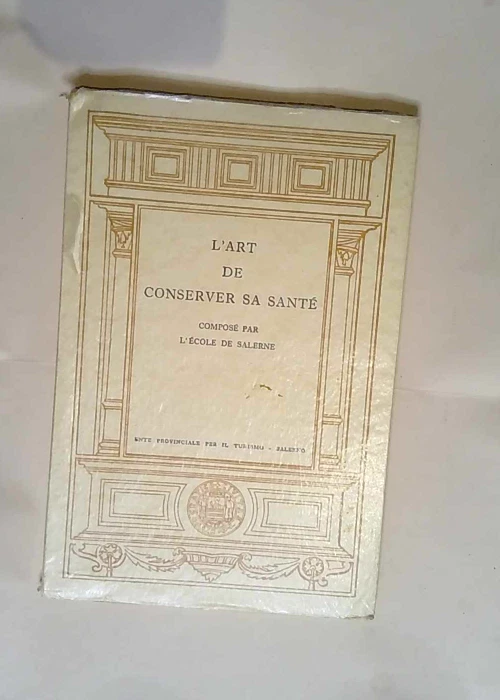 L'ART
DE
CONSERVER SA SANTÉ
COMPOSÉ PAR
L'ÉCOLE DE SALERNE
ENTE PROVINCIALE PER IL TURISMO - SALERNO